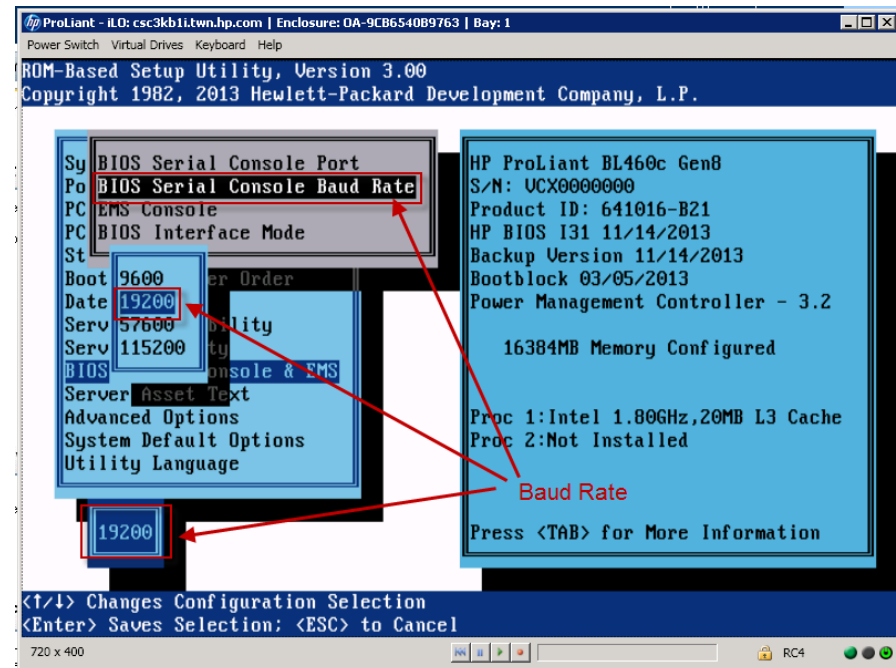 ProLiant - iLO: csc3kb1i.twn.hp.com | Enclosure: OA-9CB6540B9763 | Bay: 1
Power Switch Virtual Drives Keyboard Help
ROM-Based Setup Utility, Version 3.00
Copyright 1982, 2013 Hewlett-Packard Development Company, L.P.
Sy
BIOS Serial Console Port
Po
BIOS Serial Console Baud Rate
PC
EMS Console
PC
BIOS Interface Mode
St
Boot
9600
er Order
Date
19200
Serv
57600
bility
Serv
115200
ty
BIOS
onsole & EMS
Server Asset Text
Advanced Options
System Default Options
Utility Language
19200
HP ProLiant BL460c Gen8
S/N: VCX0000000
Product ID: 641016-B21
HP BIOS I31 11/14/2013
Backup Version 11/14/2013
Bootblock 03/05/2013
Power Management Controller - 3.2
16384MB Memory Configured
Proc 1:Intel 1.80GHz,20MB L3 Cache
Proc 2:Not Installed
Baud Rate
Press <TAB> for More Information
<↑/↓> Changes Configuration Selection
<Enter> Saves Selection; <ESC> to Cancel
720 x 400
RC4